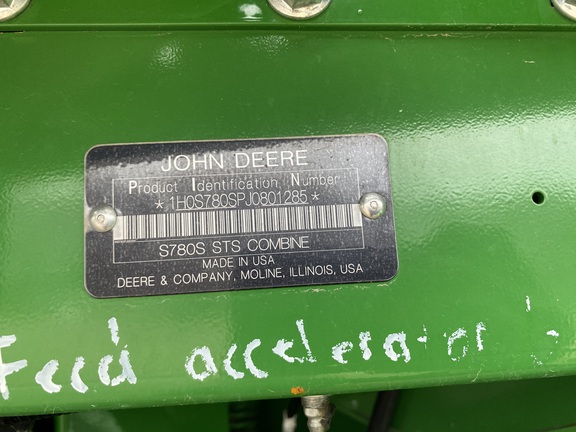 JOHN DEERE
Product Identification Number
*1H0S780SPJ0801285*
S780S STS COMBINE
MADE IN USA
DEERE & COMPANY, MOLINE, ILLINOIS, USA
Feed accelerator